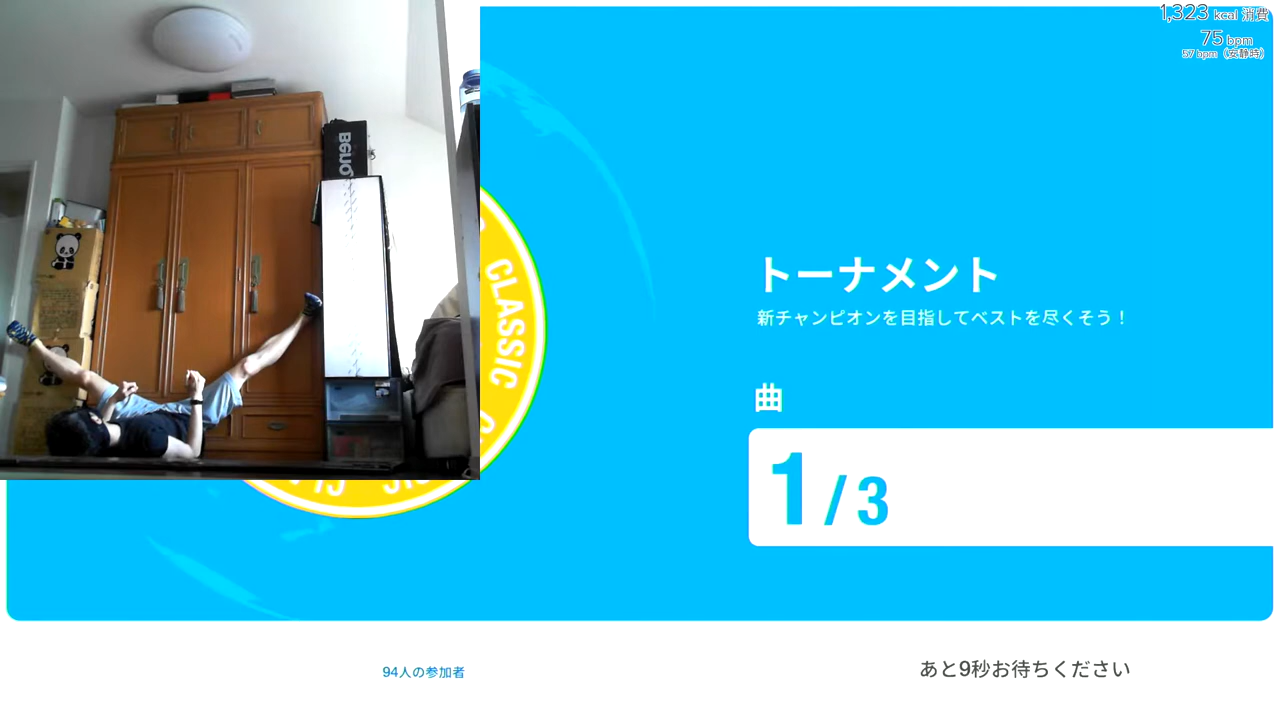 1,323 kcal 消費
75 bpm
57 bpm（安静時）
BenQ
CLASSIC
トーナメント
新チャンピオンを目指してベストを尽くそう！
曲
1/3
94人の参加者
あと9秒お待ちください